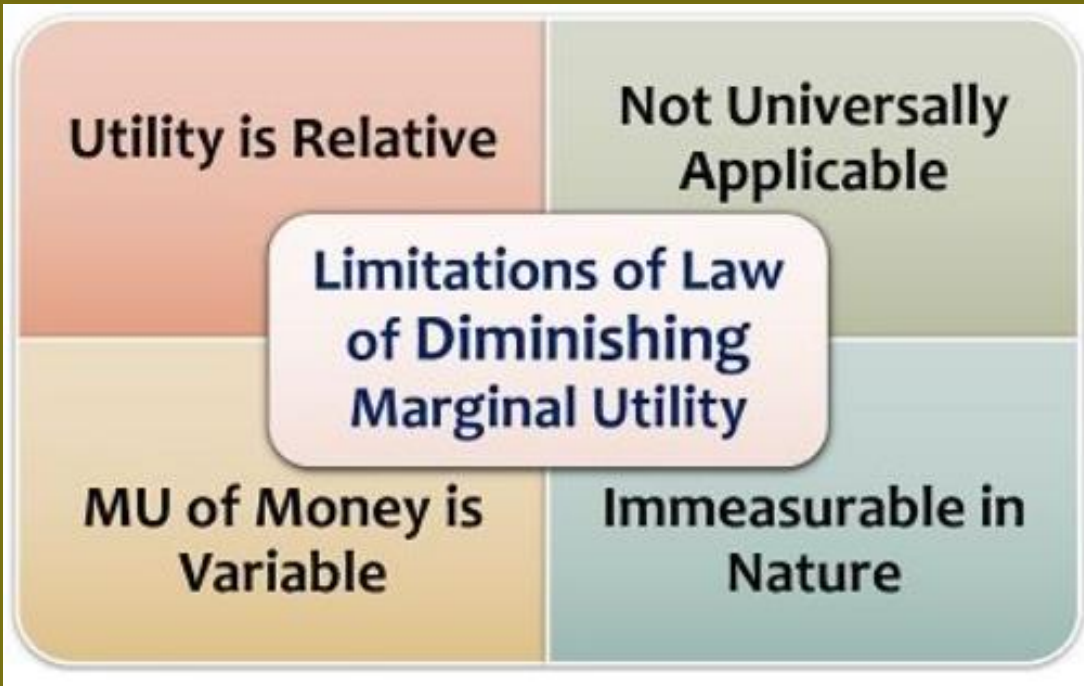 Utility is Relative
Not Universally
Applicable
Limitations of Law
of Diminishing
Marginal Utility
MU of Money is
Variable
Immeasurable in
Nature